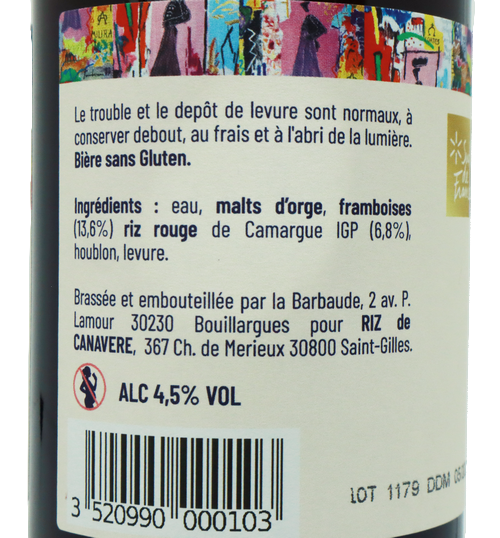 Le trouble et le depôt de levure sont normaux, à
conserver debout, au frais et à l'abri de la lumière.
Bière sans Gluten.
Ingrédients : eau, malts d'orge, framboises
(13,6%) riz rouge de Camargue IGP (6,8%),
houblon, levure.
Brassée et embouteillée par la Barbaude, 2 av. P.
Lamour 30230 Bouillargues pour RIZ de
CANAVERE, 367 Ch. de Merieux 30800 Saint-Gilles.
ALC 4,5% VOL
3 520990 000103
LOT 1179 DDM